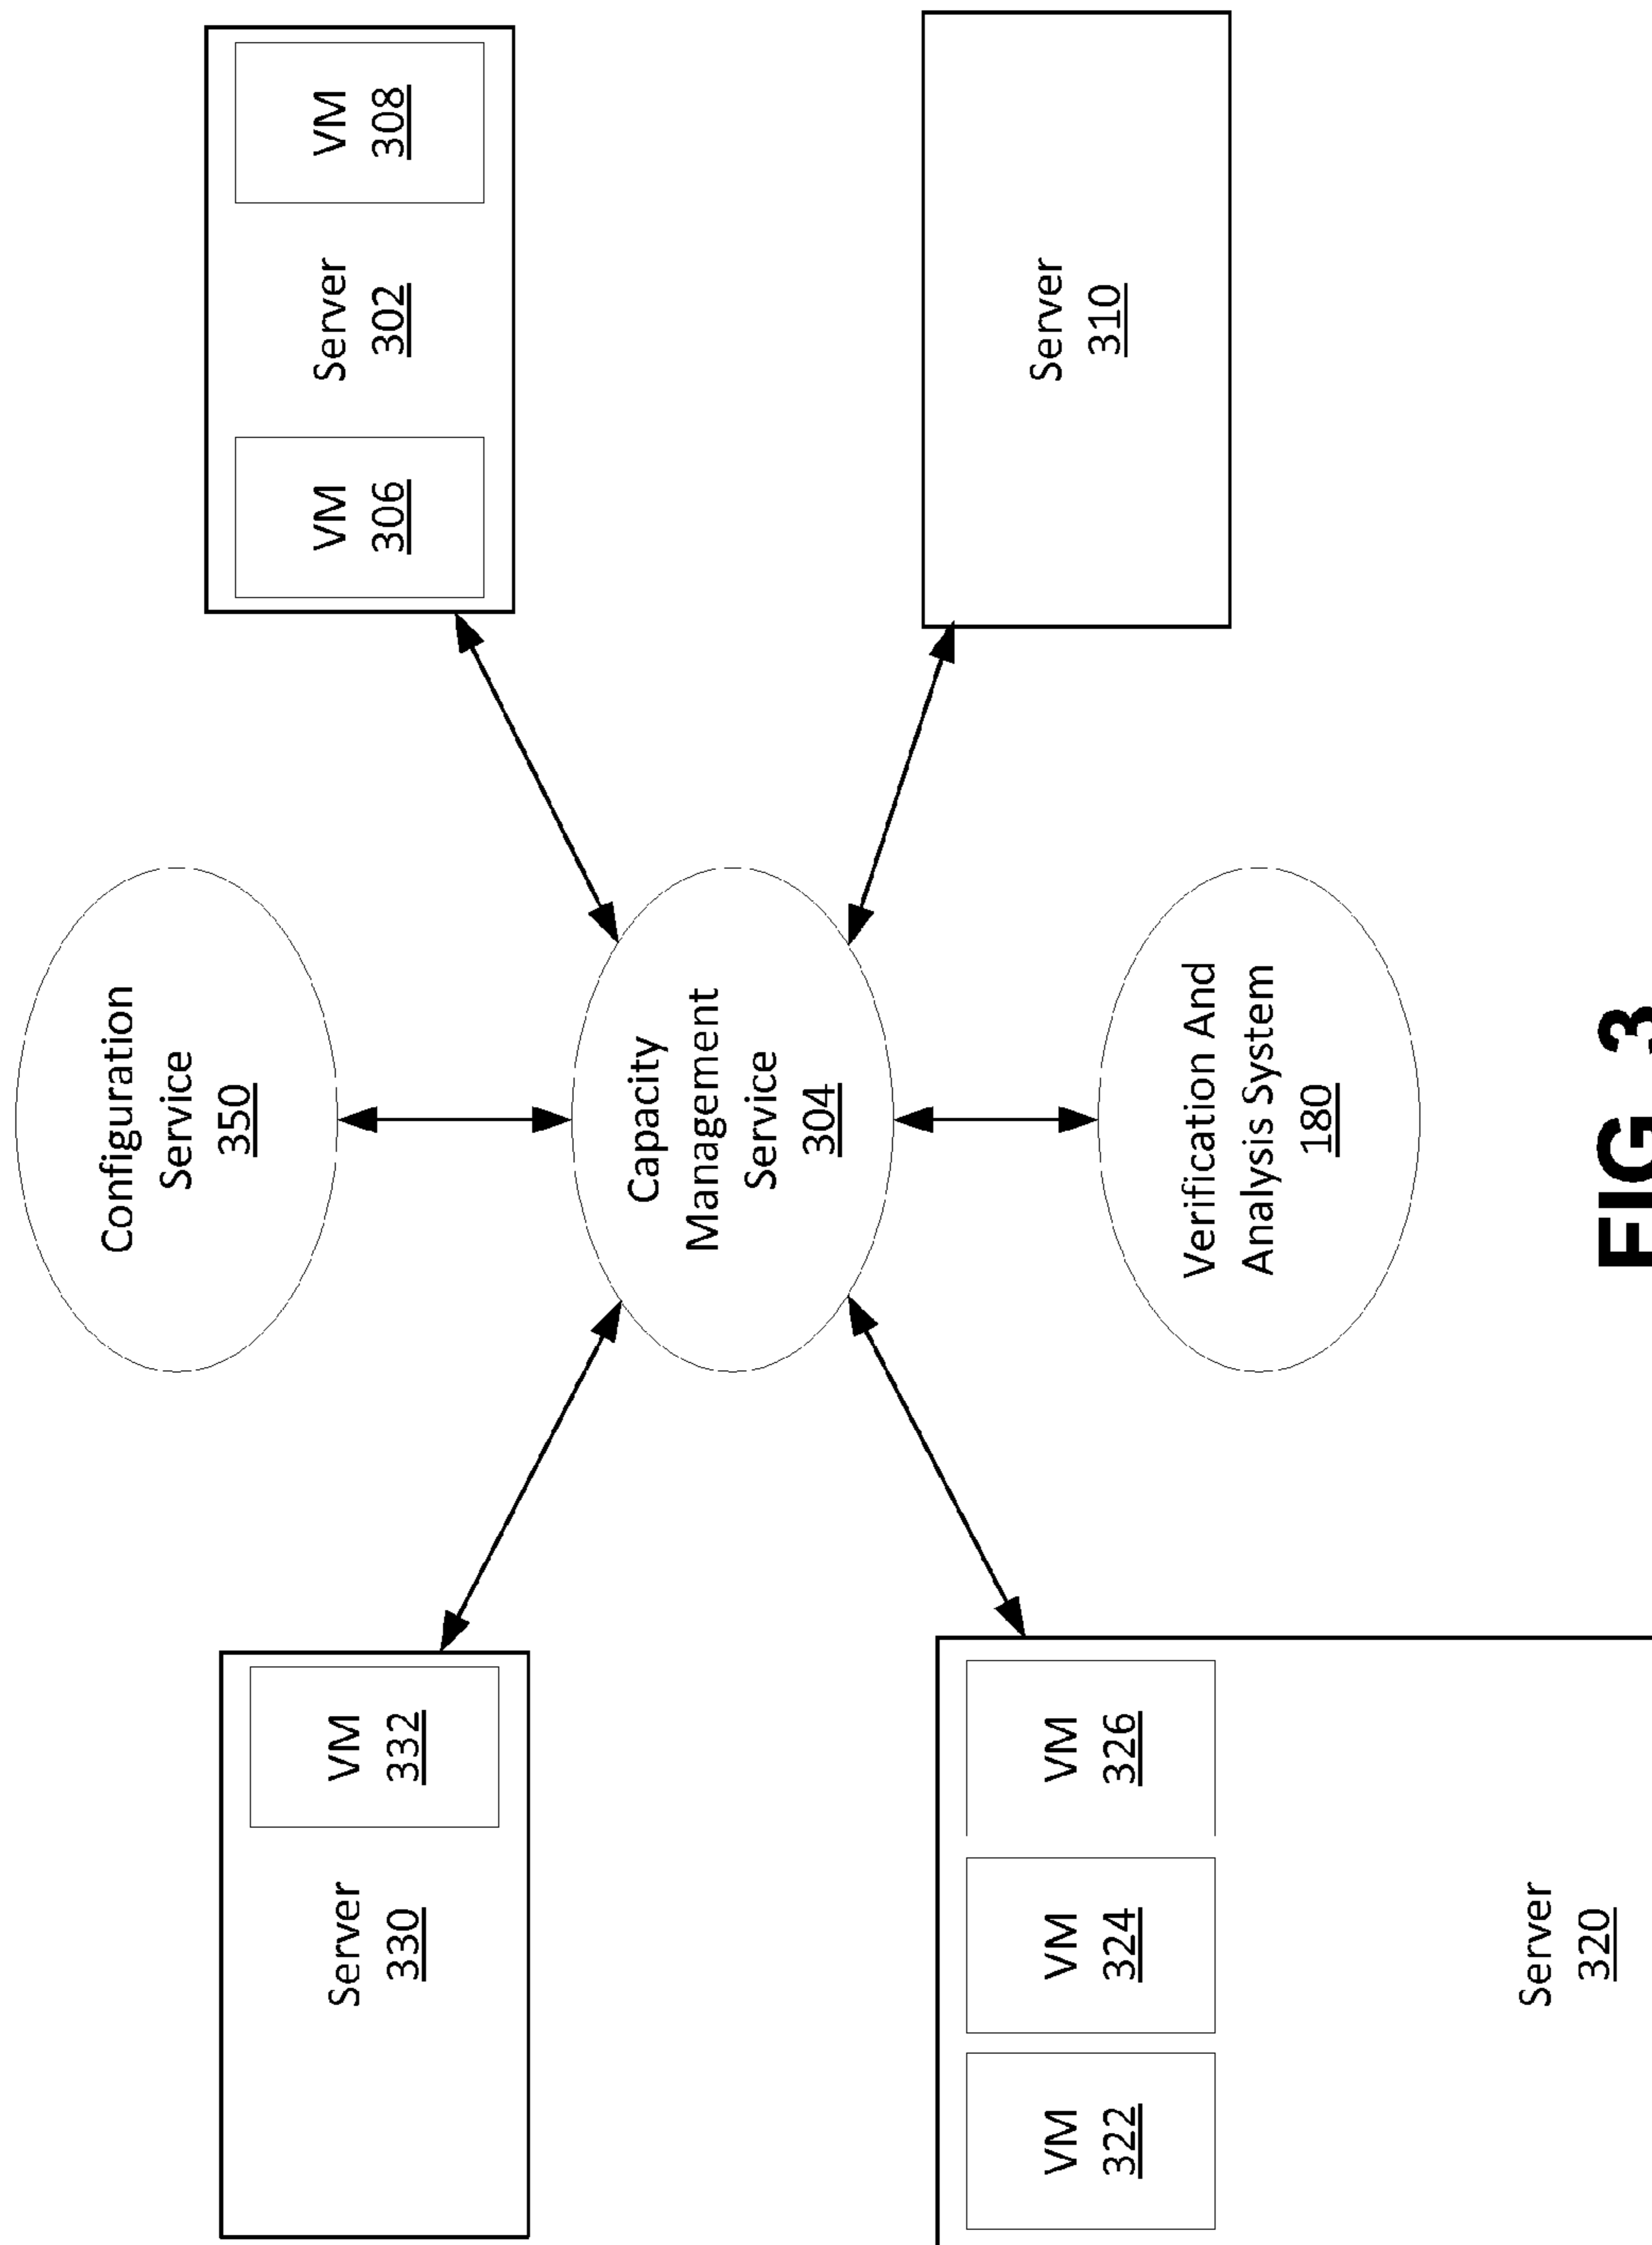 Configuration
Service
350
Server
330
VM
332
VM
306
Server
302
VM
308
Capacity
Management
Service
304
VM
322
VM
324
VM
326
Server
320
Server
310
Verification And
Analysis System
180
FIG. 3